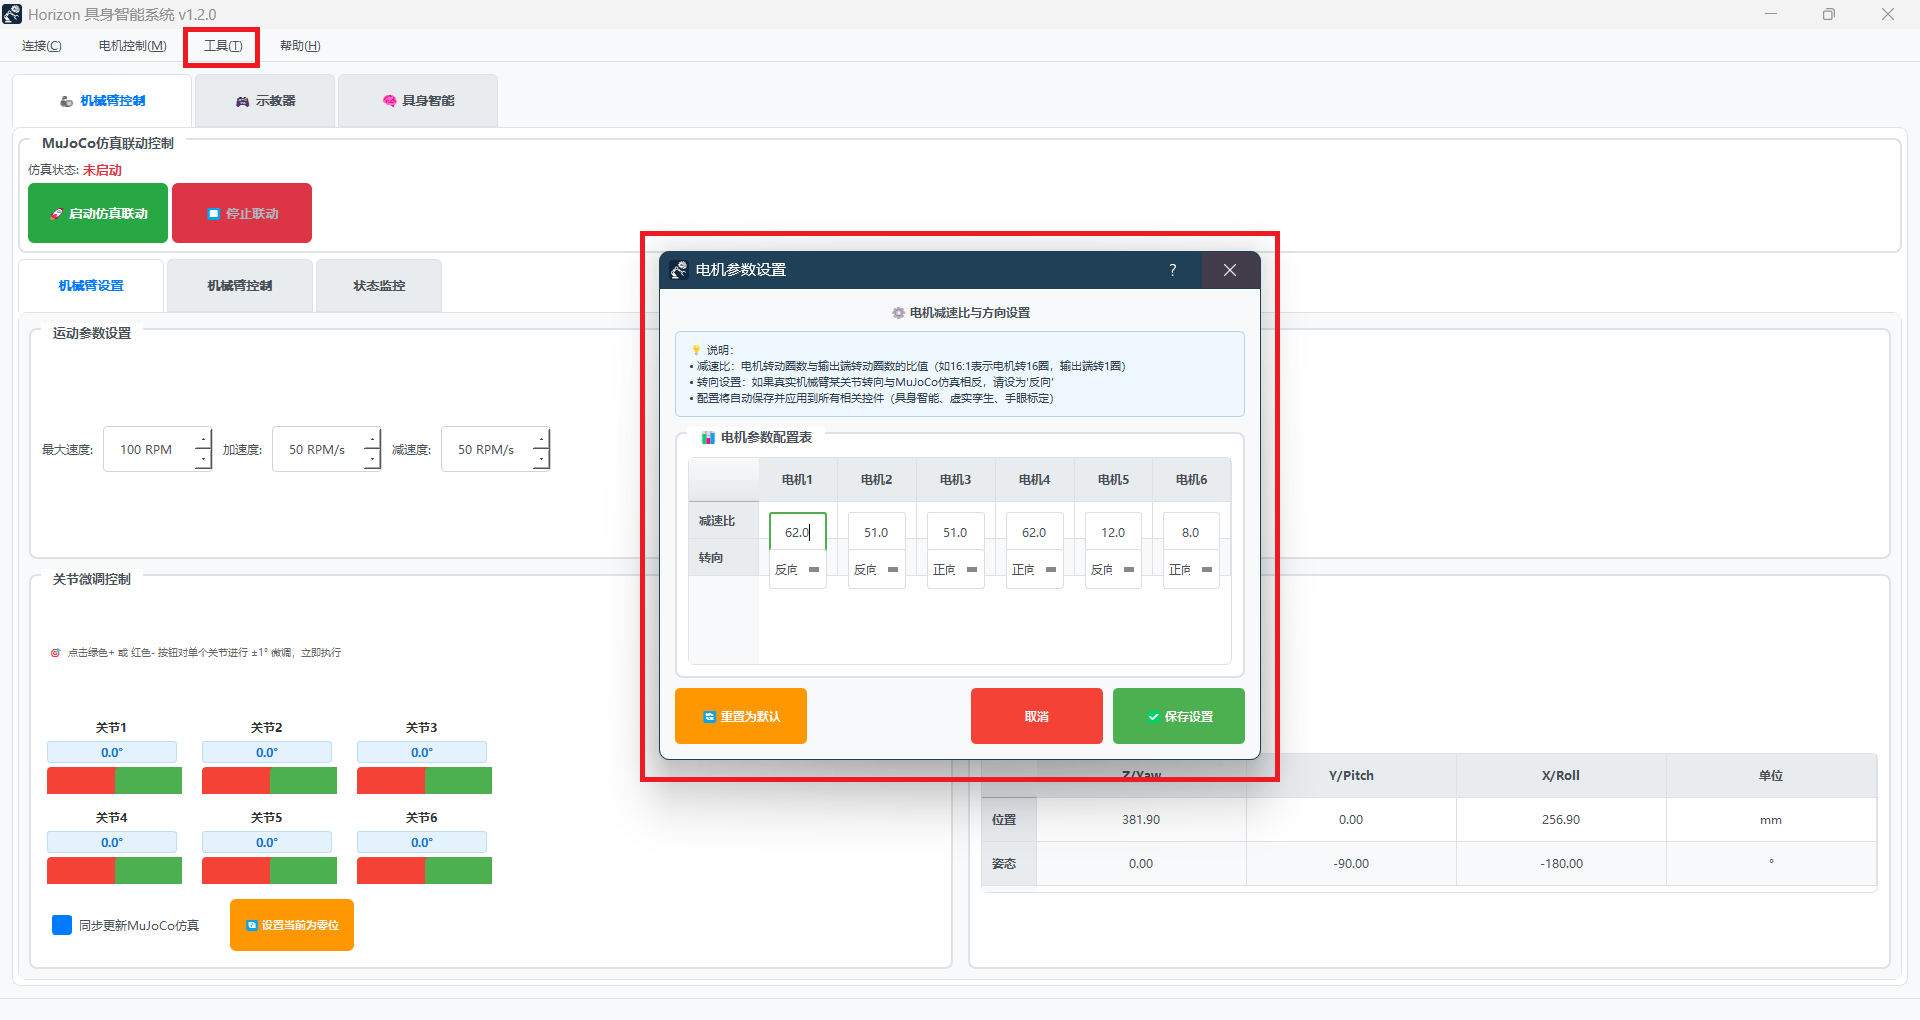 Horizon 具身智能系统 v1.2.0
连接(C) 电机控制(M) 工具(T) 帮助(H)
机械臂控制 示教器 具身智能
MuJoCo仿真联动控制
仿真状态: 未启动
启动仿真联动 停止联动
机械臂设置 机械臂控制 状态监控
运动参数设置
最大速度: 100 RPM 加速度: 50 RPM/s 减速度: 50 RPM/s
关节微调控制
点击绿色+ 或 红色- 按钮对单个关节进行 ±1° 微调，立即执行
关节1 关节2 关节3
0.0° 0.0° 0.0°
关节4 关节5 关节6
0.0° 0.0° 0.0°
同步更新MuJoCo仿真 设置当前为零位
电机参数设置 ?
电机减速比与方向设置
说明：
• 减速比：电机转动圈数与输出端转动圈数的比值（如16:1表示电机转16圈，输出端转1圈）
• 转向设置：如果真实机械臂某关节转向与MuJoCo仿真相反，请设为'反向'
• 配置将自动保存并应用到所有相关控件（具身智能、虚实孪生、手眼标定）
电机参数配置表
电机1 电机2 电机3 电机4 电机5 电机6
减速比 62.0 51.0 51.0 62.0 12.0 8.0
转向 反向 反向 正向 正向 反向 正向
重置为默认 取消 保存设置
Z/Yaw Y/Pitch X/Roll 单位
位置 381.90 0.00 256.90 mm
姿态 0.00 -90.00 -180.00 °